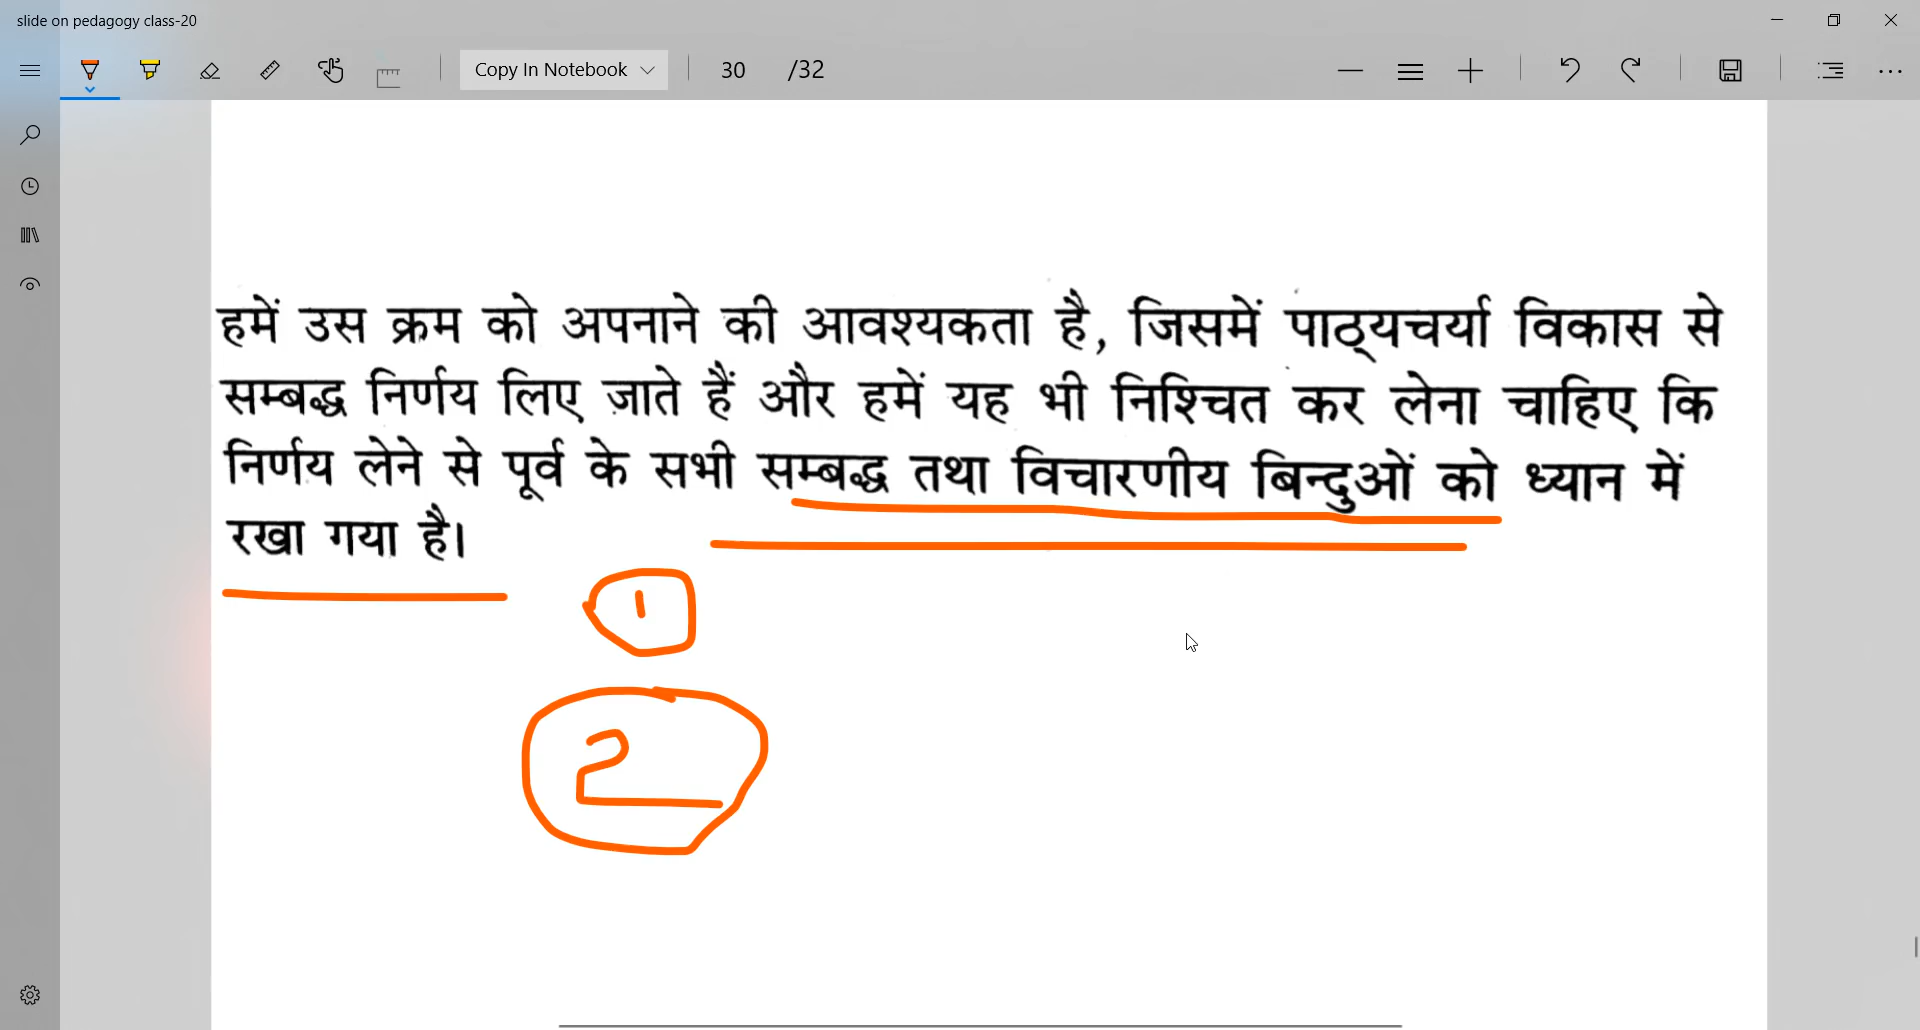 slide on pedagogy class-20
Copy In Notebook
30 /32
हमें उस क्रम को अपनाने की आवश्यकता है, जिसमें पाठ्यचर्या विकास से
सम्बद्ध निर्णय लिए जाते हैं और हमें यह भी निश्चित कर लेना चाहिए कि
निर्णय लेने से पूर्व के सभी सम्बद्ध तथा विचारणीय बिन्दुओं को ध्यान में
रखा गया है।
1
2